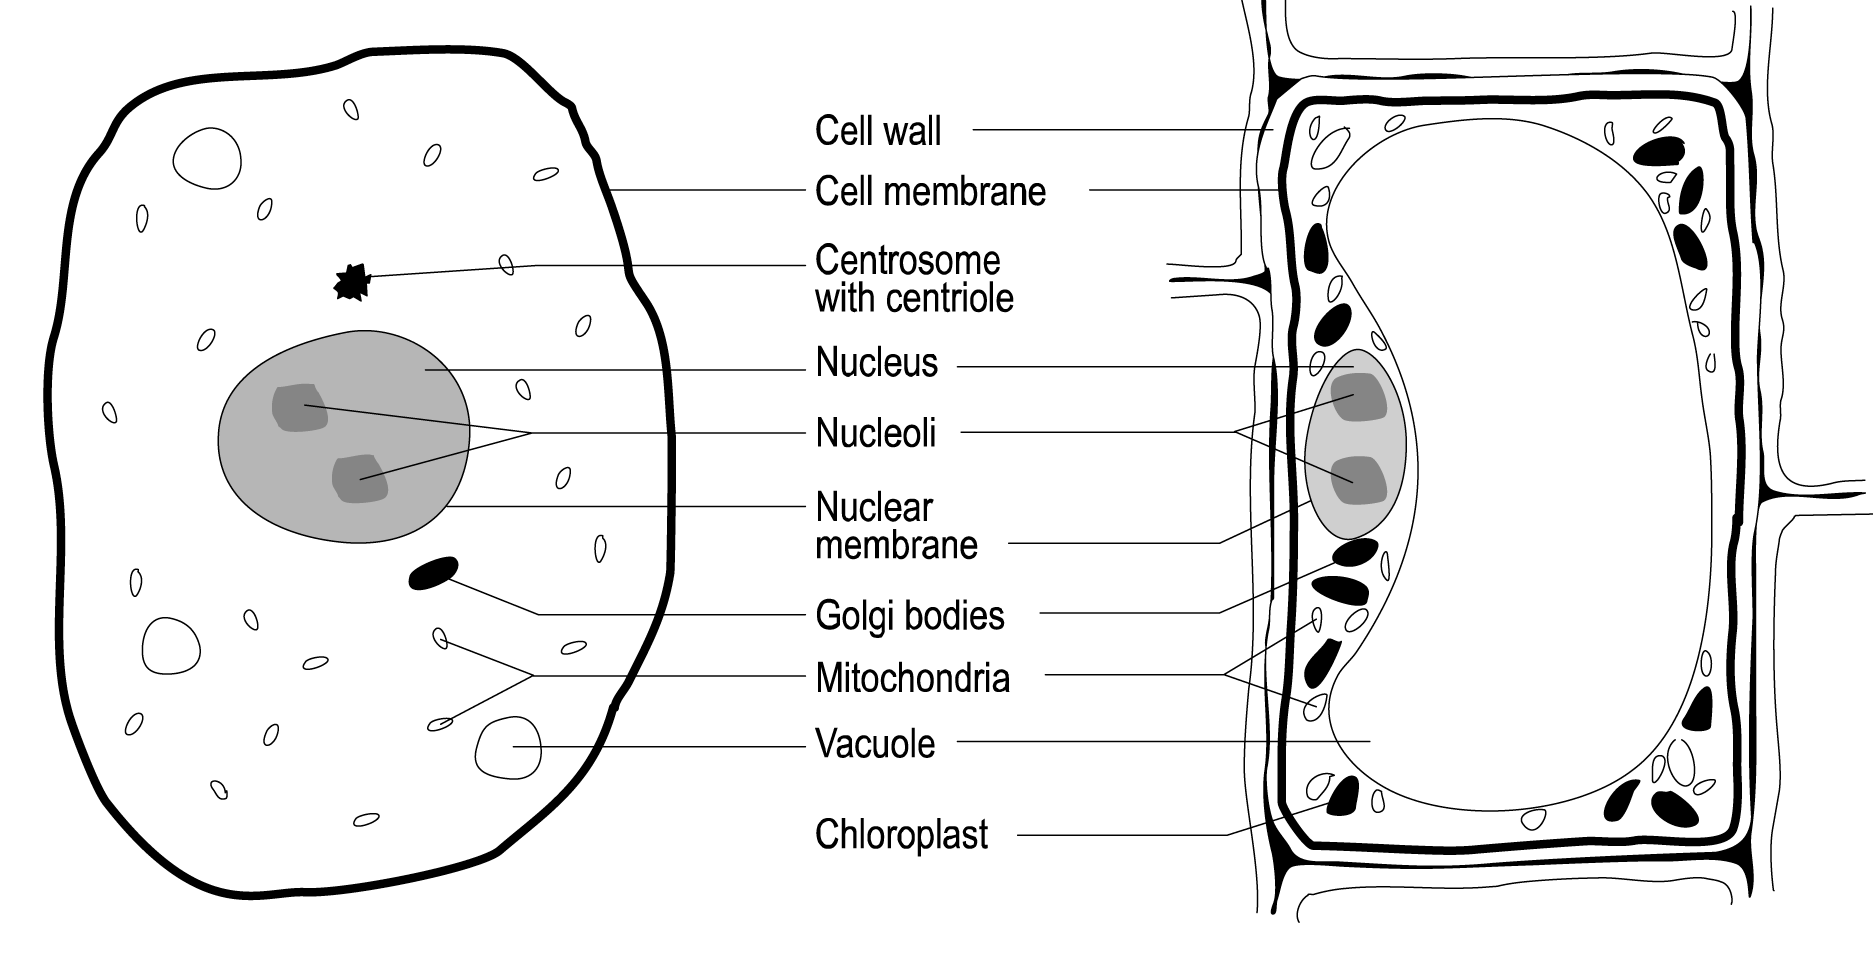 Cell wall
Cell membrane
Centrosome
with centriole
Nucleus
Nucleoli
Nuclear
membrane
Golgi bodies
Mitochondria
Vacuole
Chloroplast